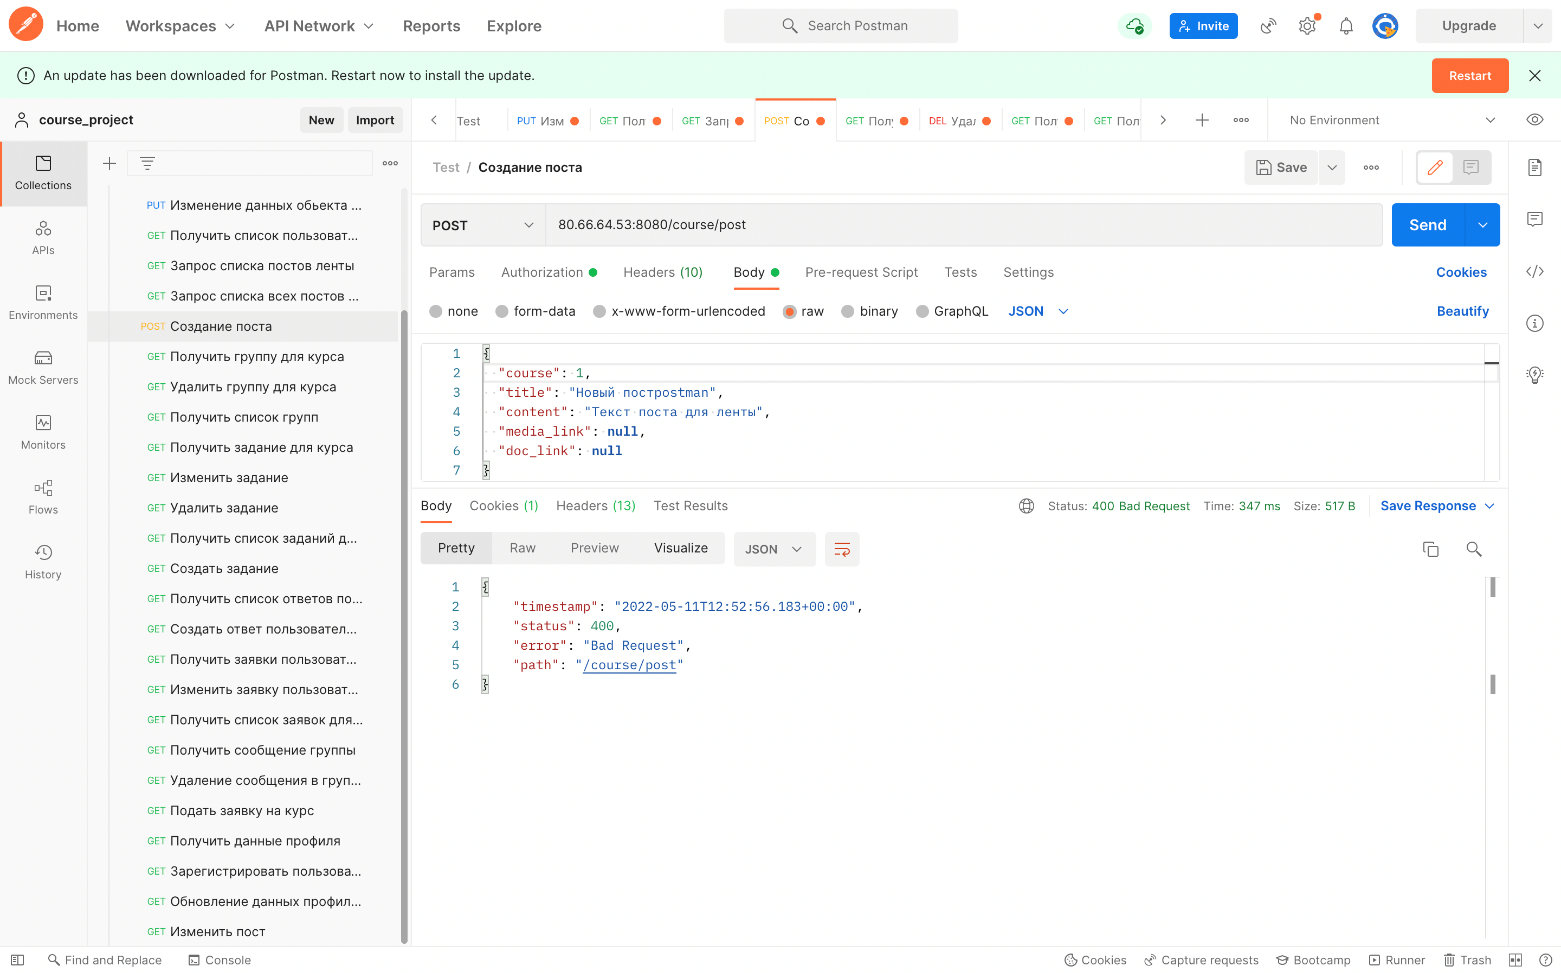 Home Workspaces API Network Reports Explore Search Postman Invite Upgrade
An update has been downloaded for Postman. Restart now to install the update. Restart
course_project New Import
Test PUT Изм GET Пол GET Запр POST Со GET Полу DEL Удал GET Пол GET Пол No Environment
Collections
APIs
Environments
Mock Servers
Monitors
Flows
History
PUT Изменение данных обьекта ...
GET Получить список пользоват...
GET Запрос списка постов ленты
GET Запрос списка всех постов ...
POST Создание поста
GET Получить группу для курса
GET Удалить группу для курса
GET Получить список групп
GET Получить задание для курса
GET Изменить задание
GET Удалить задание
GET Получить список заданий д...
GET Создать задание
GET Получить список ответов по...
GET Создать ответ пользовател...
GET Получить заявки пользоват...
GET Изменить заявку пользоват...
GET Получить список заявок для...
GET Получить сообщение группы
GET Удаление сообщения в груп...
GET Подать заявку на курс
GET Получить данные профиля
GET Зарегистрировать пользова...
GET Обновление данных профил...
GET Изменить пост
Test / Создание поста Save
POST 80.66.64.53:8080/course/post Send
Params Authorization Headers (10) Body Pre-request Script Tests Settings Cookies
none form-data x-www-form-urlencoded raw binary GraphQL JSON Beautify
1 {
2 "course": 1,
3 "title": "Новый постpostman",
4 "content": "Текст поста для ленты",
5 "media_link": null,
6 "doc_link": null
7 }
Body Cookies (1) Headers (13) Test Results Status: 400 Bad Request Time: 347 ms Size: 517 B Save Response
Pretty Raw Preview Visualize JSON
1 {
2 "timestamp": "2022-05-11T12:52:56.183+00:00",
3 "status": 400,
4 "error": "Bad Request",
5 "path": "/course/post"
6 }
Find and Replace Console Cookies Capture requests Bootcamp Runner Trash